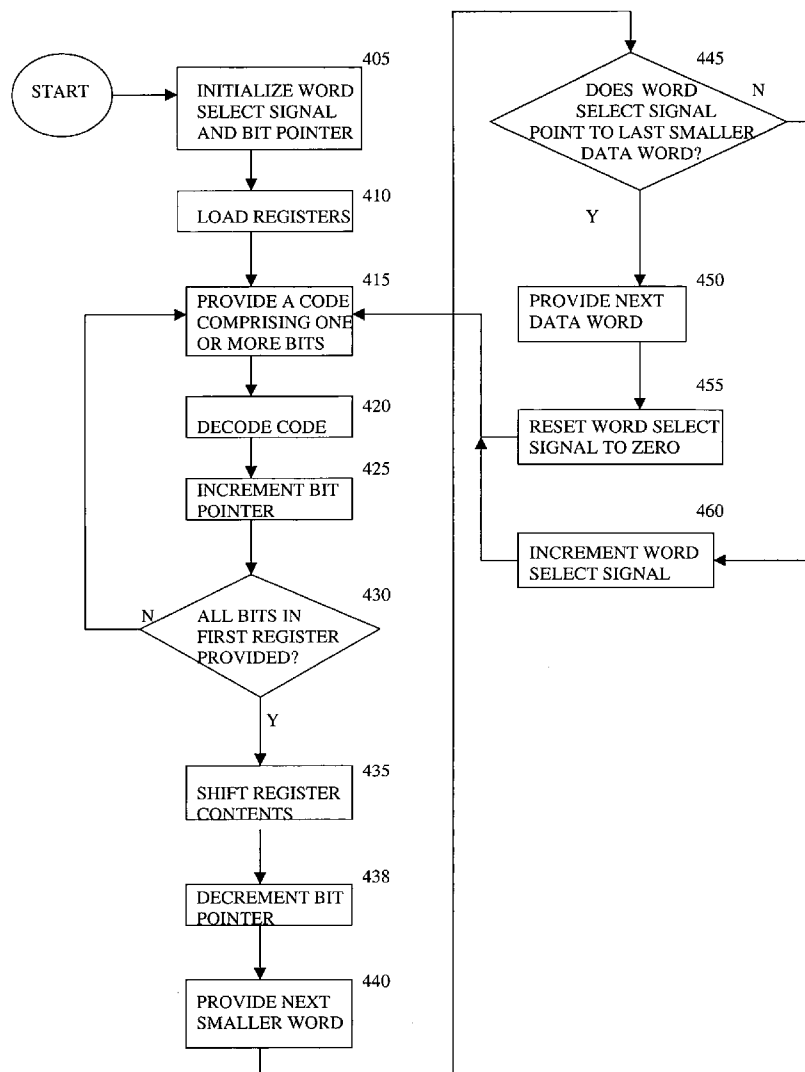 START
405
INITIALIZE WORD
SELECT SIGNAL
AND BIT POINTER
410
LOAD REGISTERS
415
PROVIDE A CODE
COMPRISING ONE
OR MORE BITS
420
DECODE CODE
425
INCREMENT BIT
POINTER
430
N
ALL BITS IN
FIRST REGISTER
PROVIDED?
Y
435
SHIFT REGISTER
CONTENTS
438
DECREMENT BIT
POINTER
440
PROVIDE NEXT
SMALLER WORD
445
DOES WORD
SELECT SIGNAL
POINT TO LAST SMALLER
DATA WORD?
N
Y
450
PROVIDE NEXT
DATA WORD
455
RESET WORD SELECT
SIGNAL TO ZERO
460
INCREMENT WORD
SELECT SIGNAL